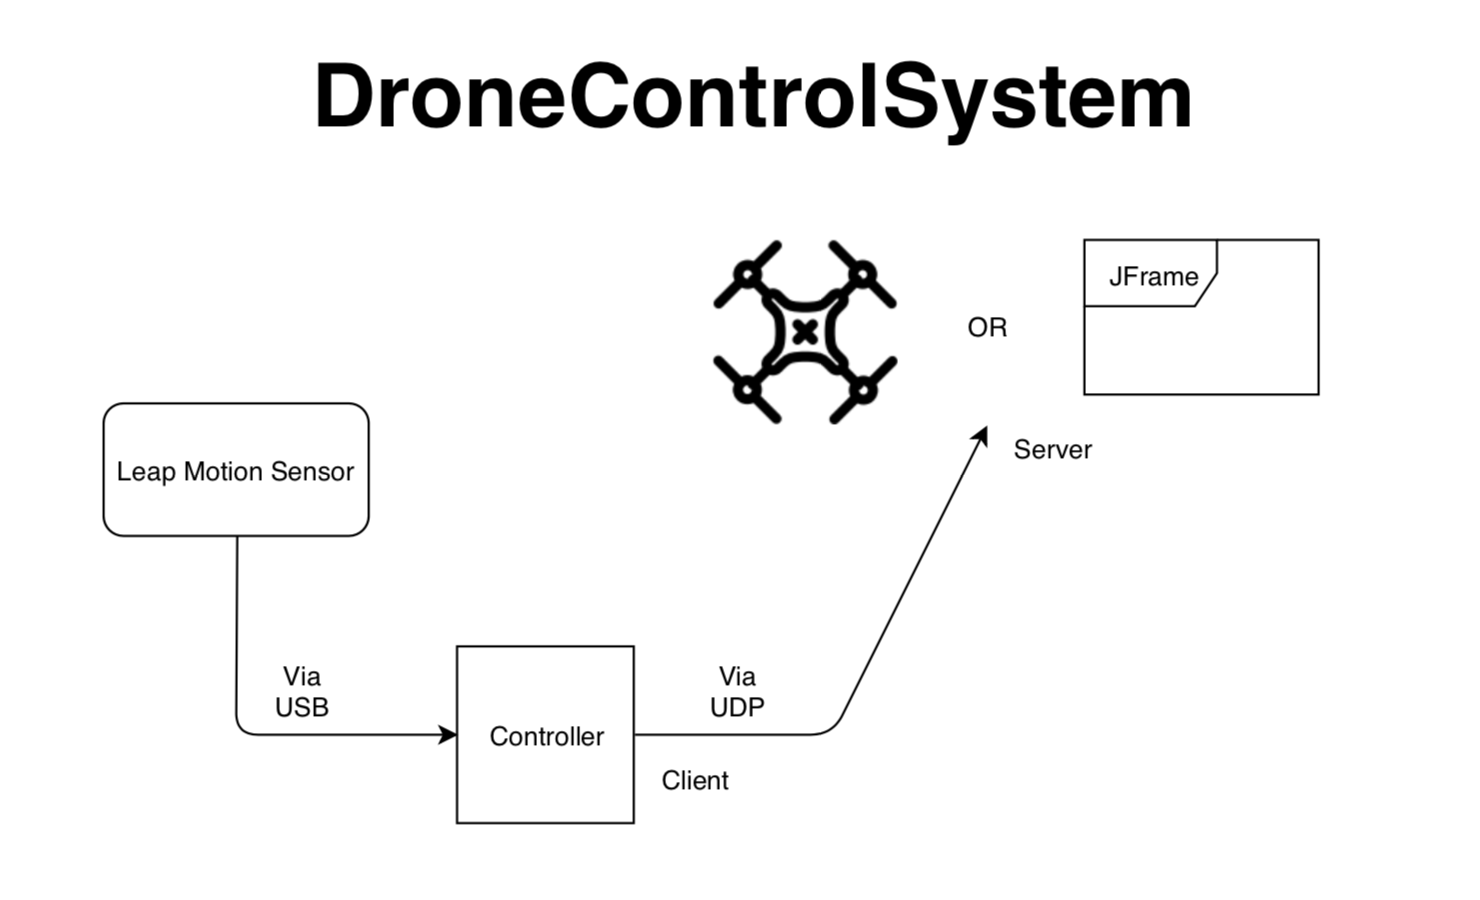 DroneControlSystem
JFrame
OR
Server
Leap Motion Sensor
Via
USB
Controller
Via
UDP
Client